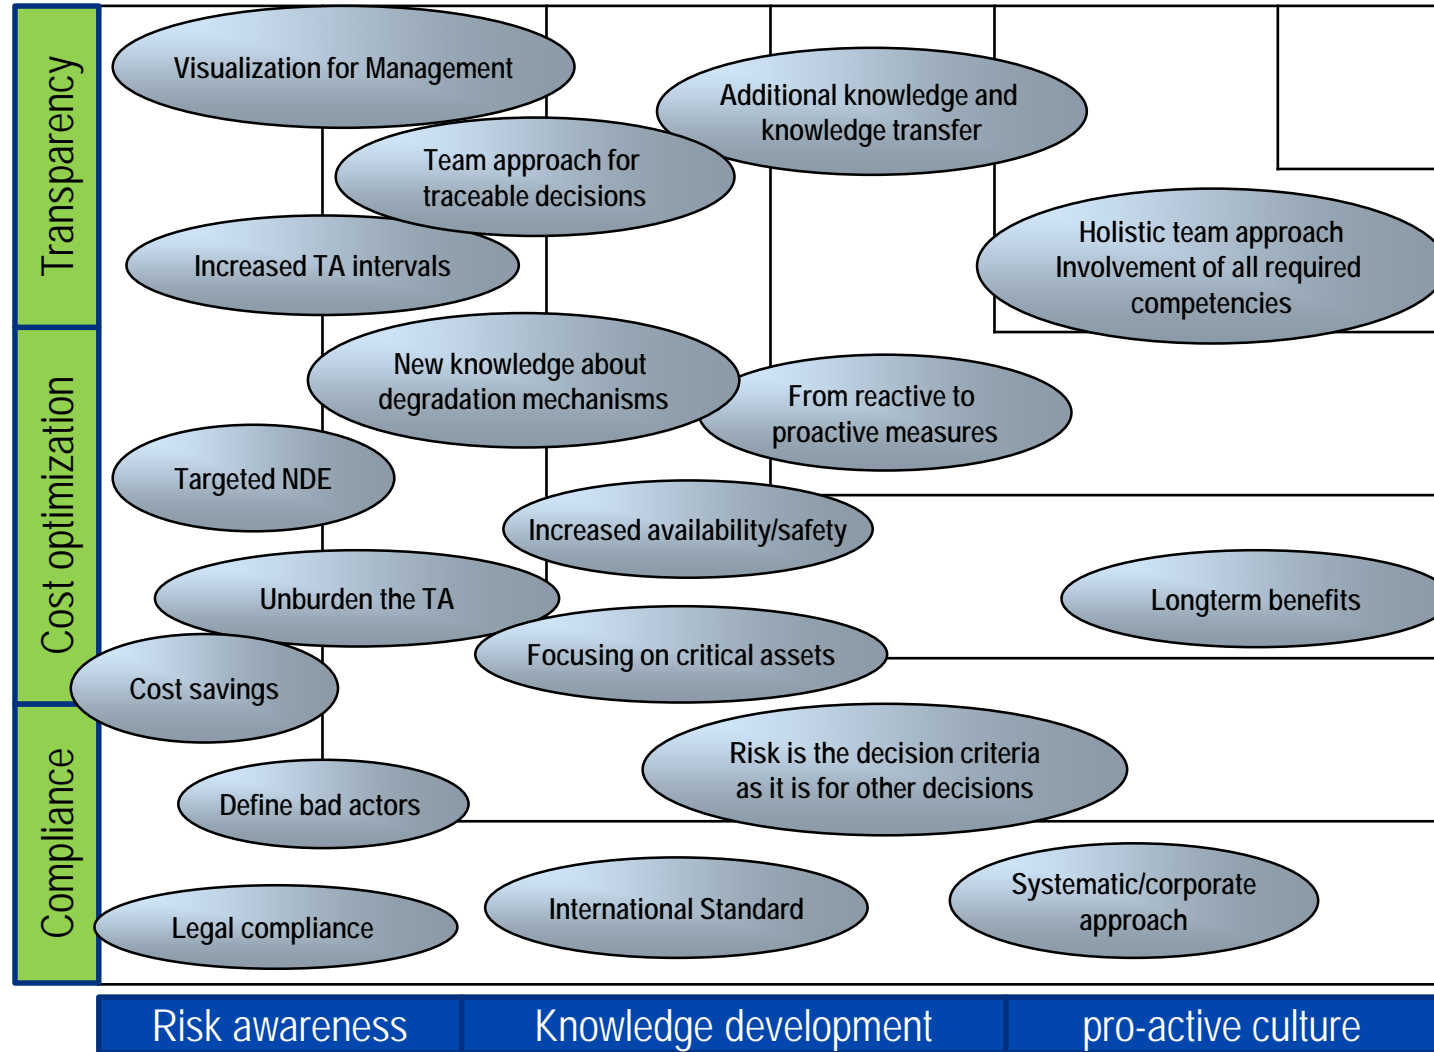 Transparency
Cost optimization
Compliance
Visualization for Management
Additional knowledge and
knowledge transfer
Team approach for
traceable decisions
Increased TA intervals
Holistic team approach
Involvement of all required
competencies
New knowledge about
degradation mechanisms
From reactive to
proactive measures
Targeted NDE
Increased availability/safety
Unburden the TA
Longterm benefits
Focusing on critical assets
Cost savings
Risk is the decision criteria
as it is for other decisions
Define bad actors
Legal compliance
International Standard
Systematic/corporate
approach
Risk awareness
Knowledge development
pro-active culture